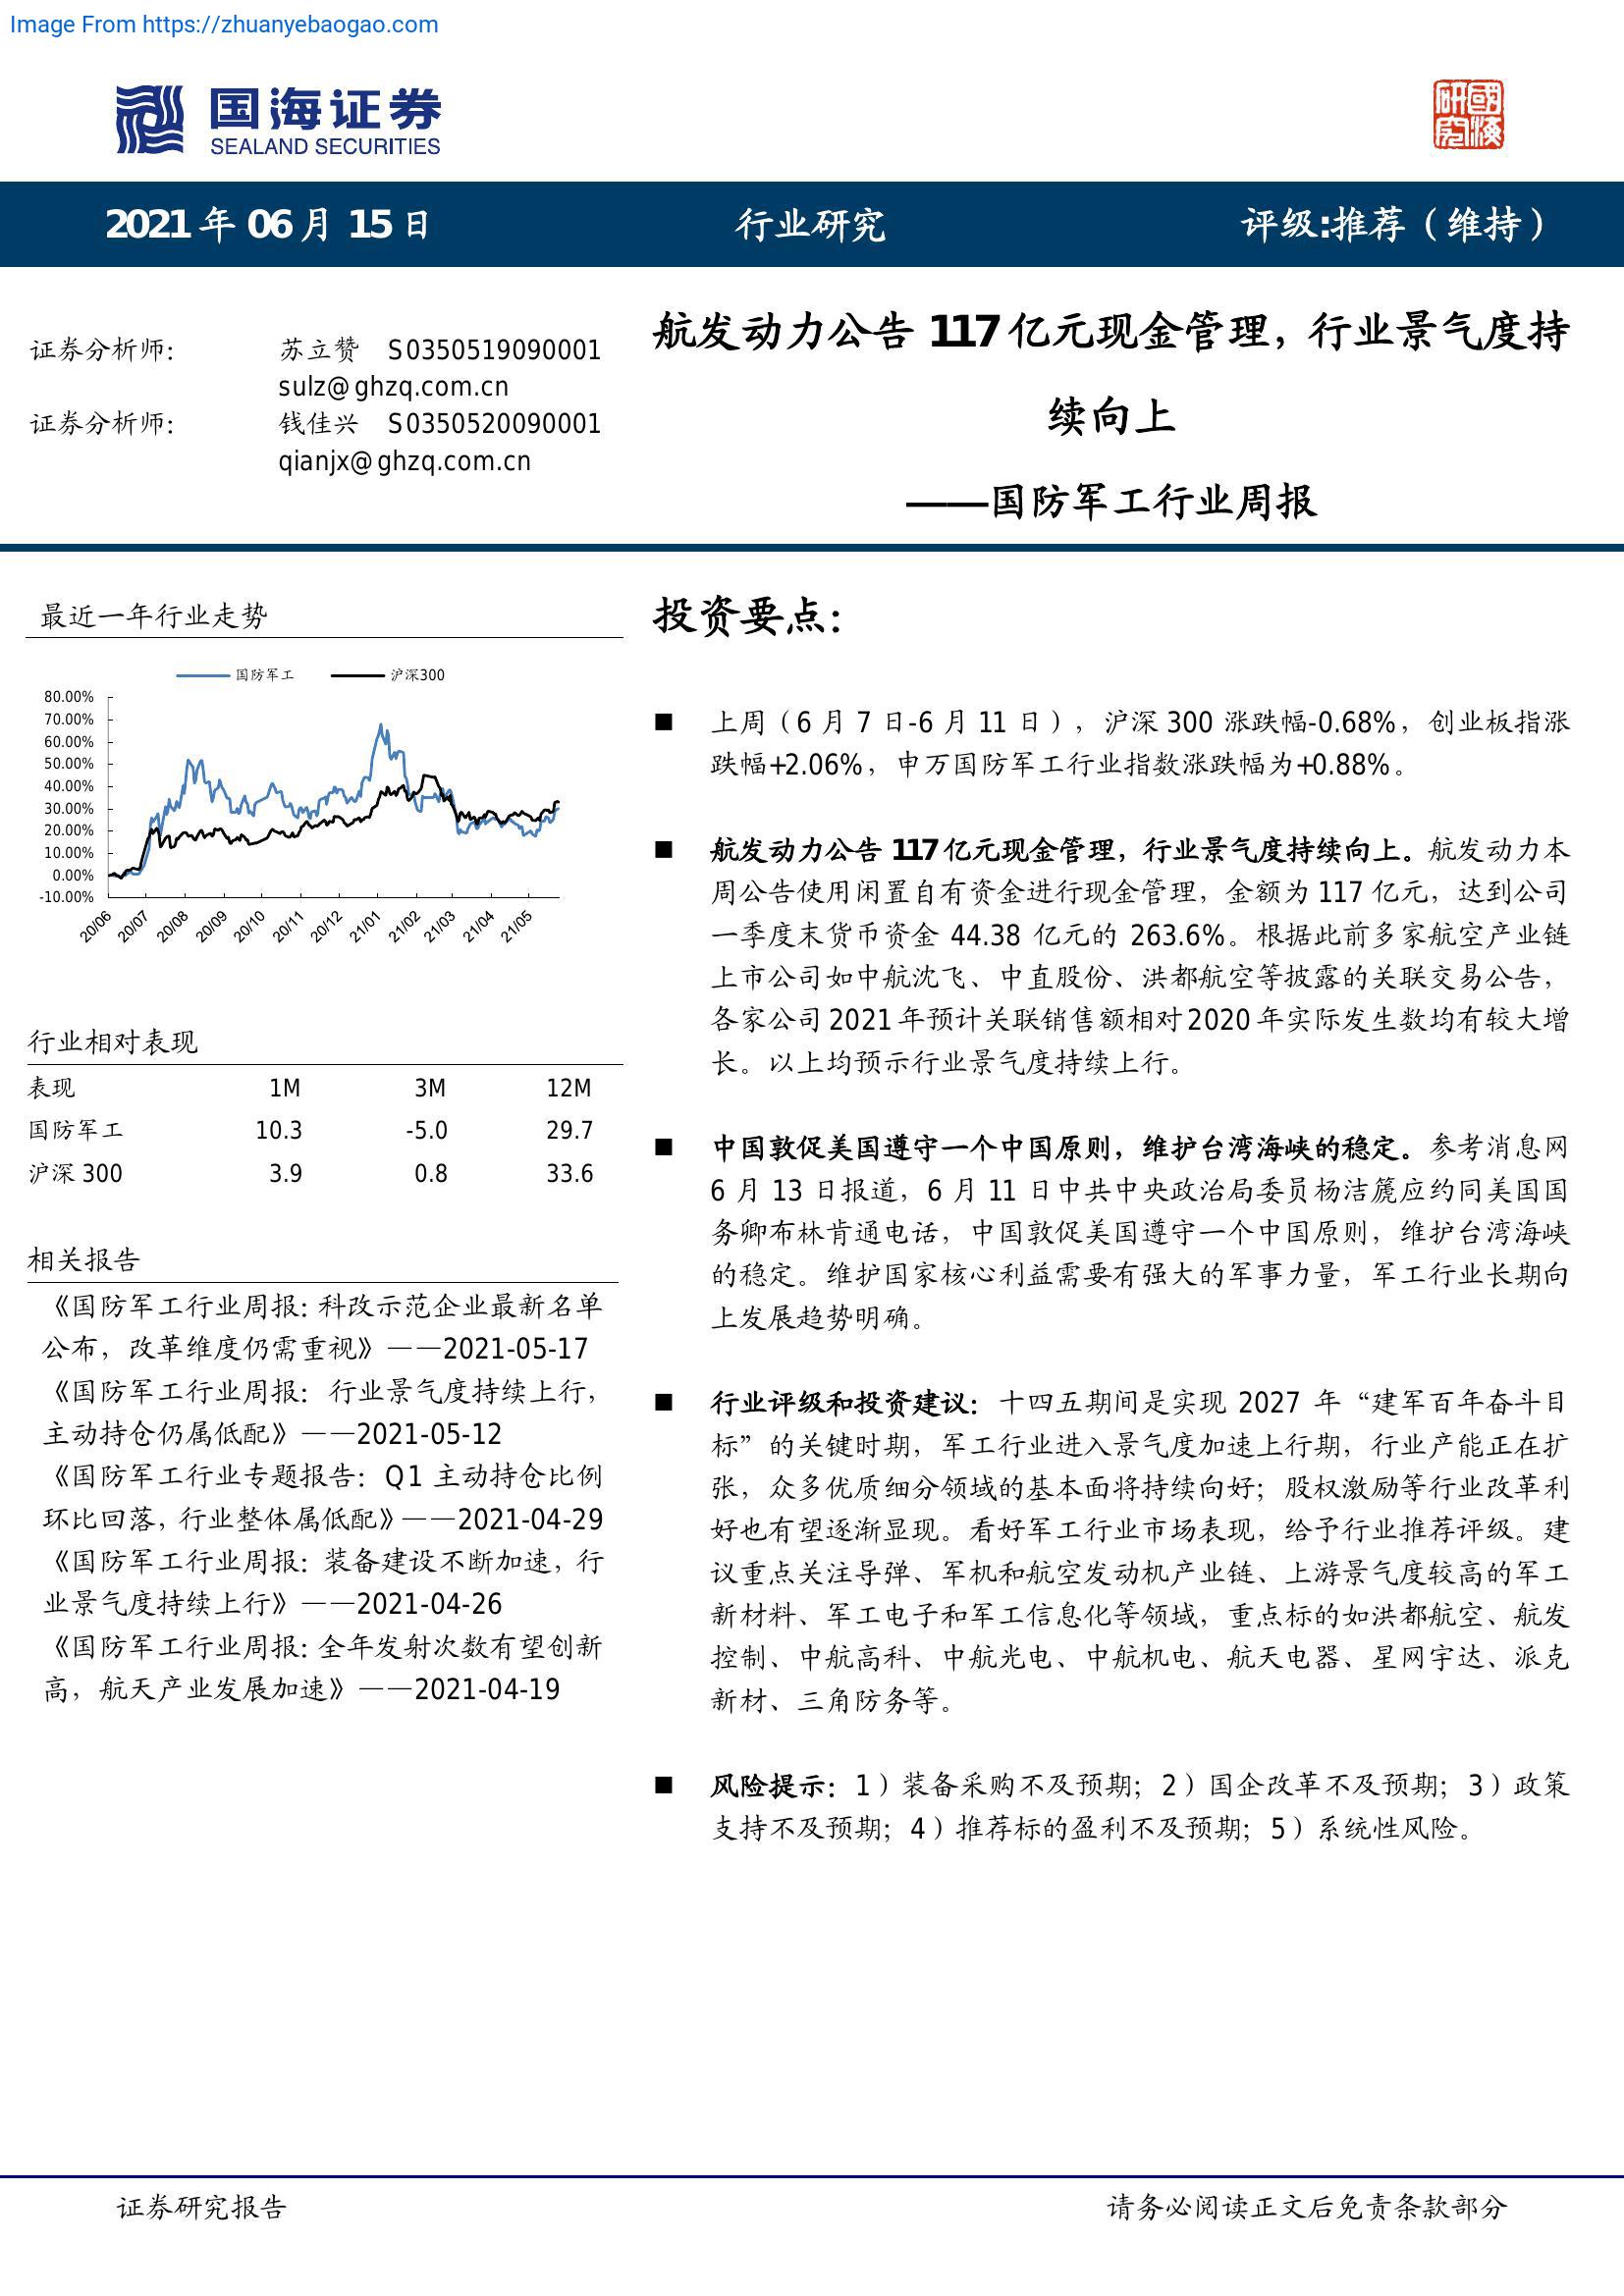 Image From https://zhuanyebaogao.com
国海证券
SEALAND SECURITIES
國海研究
2021 年 06 月 15 日
行业研究
评级:推荐（维持）
证券分析师：
苏立赞 S0350519090001
sulz@ghzq.com.cn
证券分析师：
钱佳兴 S0350520090001
qianjx@ghzq.com.cn
航发动力公告 117 亿元现金管理，行业景气度持
续向上
——国防军工行业周报
最近一年行业走势
国防军工 沪深300
80.00%
70.00%
60.00%
50.00%
40.00%
30.00%
20.00%
10.00%
0.00%
-10.00%
20/06 20/07 20/08 20/09 20/10 20/11 20/12 21/01 21/02 21/03 21/04 21/05
行业相对表现
表现 1M 3M 12M
国防军工 10.3 -5.0 29.7
沪深 300 3.9 0.8 33.6
相关报告
《国防军工行业周报：科改示范企业最新名单
公布，改革维度仍需重视》——2021-05-17
《国防军工行业周报：行业景气度持续上行，
主动持仓仍属低配》——2021-05-12
《国防军工行业专题报告：Q1 主动持仓比例
环比回落，行业整体属低配》——2021-04-29
《国防军工行业周报：装备建设不断加速，行
业景气度持续上行》——2021-04-26
《国防军工行业周报：全年发射次数有望创新
高，航天产业发展加速》——2021-04-19
投资要点：
■ 上周（6 月 7 日-6 月 11 日），沪深 300 涨跌幅-0.68%，创业板指涨
跌幅+2.06%，申万国防军工行业指数涨跌幅为+0.88%。
■ 航发动力公告 117 亿元现金管理，行业景气度持续向上。航发动力本
周公告使用闲置自有资金进行现金管理，金额为 117 亿元，达到公司
一季度末货币资金 44.38 亿元的 263.6%。根据此前多家航空产业链
上市公司如中航沈飞、中直股份、洪都航空等披露的关联交易公告，
各家公司 2021 年预计关联销售额相对 2020 年实际发生数均有较大增
长。以上均预示行业景气度持续上行。
■ 中国敦促美国遵守一个中国原则，维护台湾海峡的稳定。参考消息网
6 月 13 日报道，6 月 11 日中共中央政治局委员杨洁篪应约同美国国
务卿布林肯通电话，中国敦促美国遵守一个中国原则，维护台湾海峡
的稳定。维护国家核心利益需要有强大的军事力量，军工行业长期向
上发展趋势明确。
■ 行业评级和投资建议：十四五期间是实现 2027 年“建军百年奋斗目
标”的关键时期，军工行业进入景气度加速上行期，行业产能正在扩
张，众多优质细分领域的基本面将持续向好；股权激励等行业改革利
好也有望逐渐显现。看好军工行业市场表现，给予行业推荐评级。建
议重点关注导弹、军机和航空发动机产业链、上游景气度较高的军工
新材料、军工电子和军工信息化等领域，重点标的如洪都航空、航发
控制、中航高科、中航光电、中航机电、航天电器、星网宇达、派克
新材、三角防务等。
■ 风险提示：1）装备采购不及预期；2）国企改革不及预期；3）政策
支持不及预期；4）推荐标的盈利不及预期；5）系统性风险。
证券研究报告
请务必阅读正文后免责条款部分